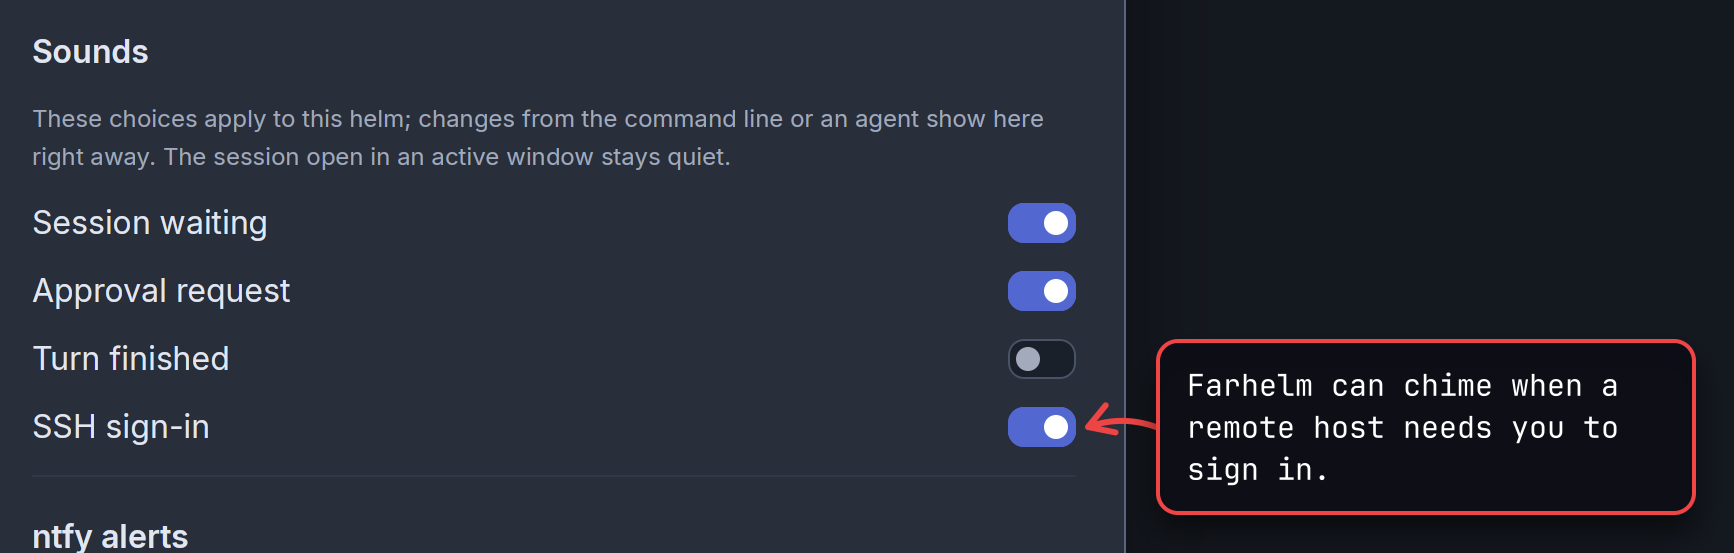 Sounds
These choices apply to this helm; changes from the command line or an agent show here
right away. The session open in an active window stays quiet.
Session waiting
Approval request
Turn finished
SSH sign-in
Farhelm can chime when a
remote host needs you to
sign in.
ntfy alerts